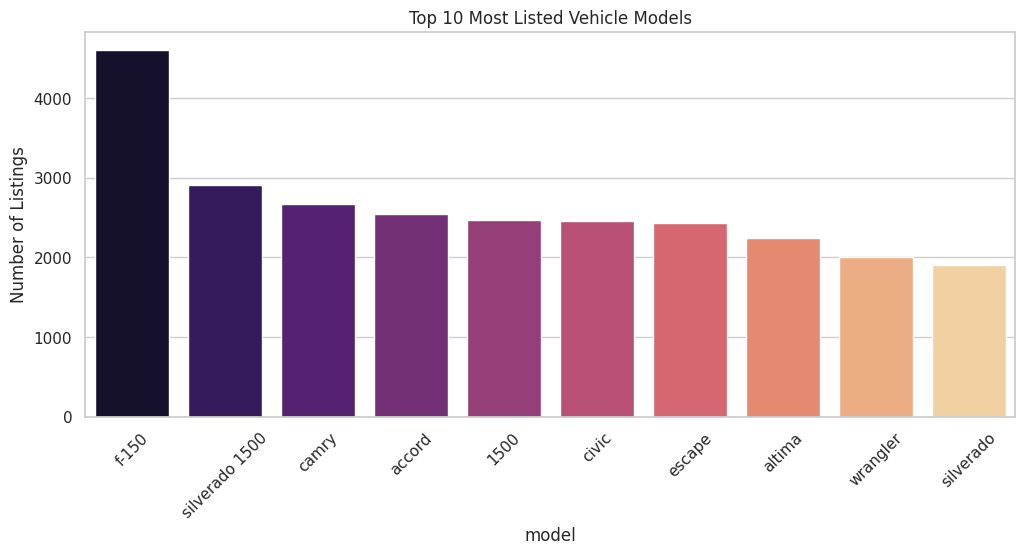 Top 10 Most Listed Vehicle Models
Number of Listings
4000
3000
2000
1000
0
f-150
silverado 1500
camry
accord
1500
civic
escape
altima
wrangler
silverado
model